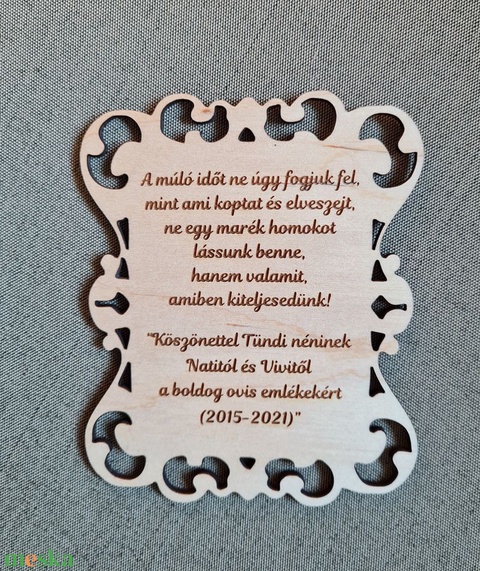 A múló időt ne úgy fogjuk fel,
mint ami koptat és elveszejt,
ne egy marék homokot
lássunk benne,
hanem valamit,
amiben kiteljesedünk!
"Köszönettel Tündi néninek
Natitól és Vivitől
a boldog ovis emlékekért
(2015-2021)"
meska